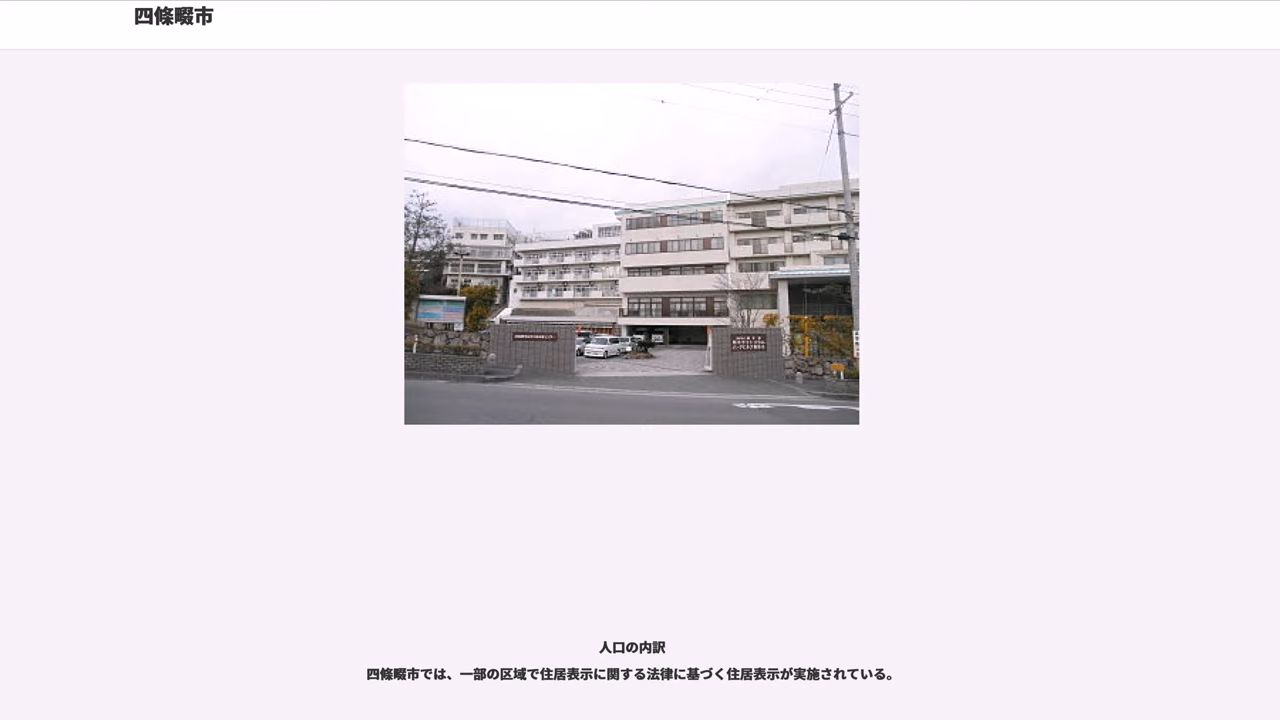 四條畷市
人口の内訳
四條畷市では、一部の区域で住居表示に関する法律に基づく住居表示が実施されている。